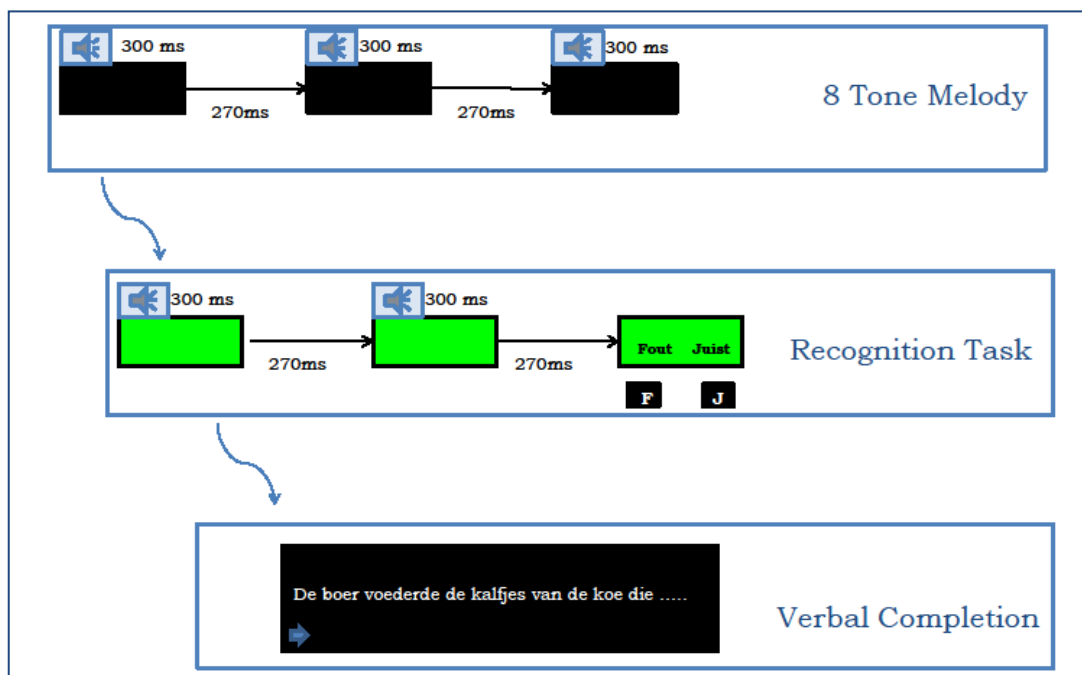 300 ms 300 ms 300 ms
270ms 270ms
8 Tone Melody
300 ms 300 ms
270ms 270ms
Fout Juist
F J
Recognition Task
De boer voederde de kalfjes van de koe die .....
Verbal Completion